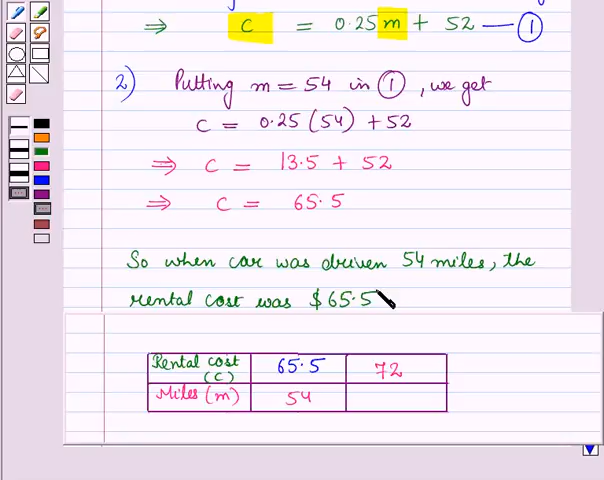 ⇒ C = 0.25 m + 52 — ①
2) Putting m = 54 in ①, we get
C = 0.25 (54) + 52
⇒ C = 13.5 + 52
⇒ C = 65.5
So when car was driven 54 miles, the
rental cost was $65.5
Rental cost (C) 65.5 72
Miles (m) 54